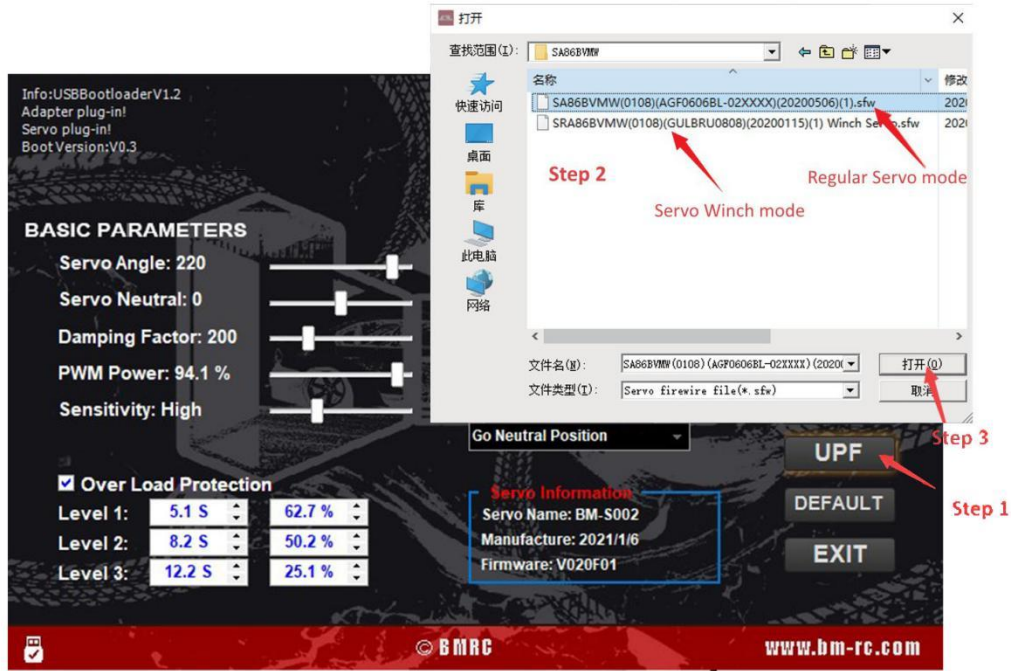 打开
查找范围(I):
SA86BVMW
名称
修改
快速访问
桌面
库
此电脑
网络
SA86BVMW(0108)(AGF0606BL-02XXXX)(20200506)(1).sfw
202
SRA86BVMW(0108)(GULBRU0808)(20200115)(1) Winch Servo.sfw
202
Step 2
Regular Servo mode
Servo Winch mode
文件名(N):
SA86BVMW(0108)(AGF0606BL-02XXXX)(2020
打开(O)
文件类型(T):
Servo firewire file(*.sfw)
取消
Step 3
Info:USBBootloaderV1.2
Adapter plug-in!
Servo plug-in!
Boot Version:V0.3
BASIC PARAMETERS
Servo Angle: 220
Servo Neutral: 0
Damping Factor: 200
PWM Power: 94.1 %
Sensitivity: High
Over Load Protection
Level 1: 5.1 S 62.7 %
Level 2: 8.2 S 50.2 %
Level 3: 12.2 S 25.1 %
Go Neutral Position
Servo Information
Servo Name: BM-S002
Manufacture: 2021/1/6
Firmware: V020F01
UPF
Step 1
DEFAULT
EXIT
© BMRC
www.bm-rc.com